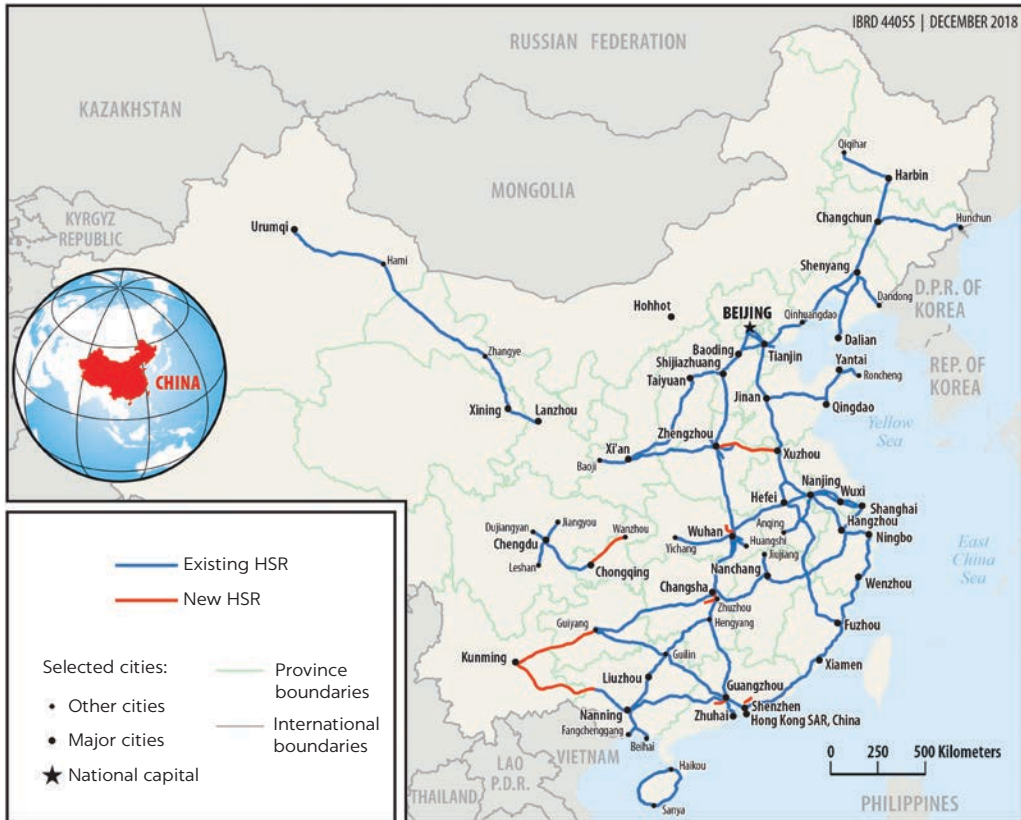 IBRD 44055 | DECEMBER 2018
RUSSIAN FEDERATION
KAZAKHSTAN
MONGOLIA
KYRGYZ
REPUBLIC
Qiqihar
Harbin
Changchun
Hunchun
Urumqi
Hami
Shenyang
D.P.R. OF
KOREA
Dandong
Hohhot
BEIJING
Qinhuangdao
Dalian
Baoding
Tianjin
REP. OF
KOREA
Zhangye
Shijiazhuang
Yantai
Taiyuan
Roncheng
CHINA
Xining
Lanzhou
Jinan
Qingdao
Yellow
Sea
Zhengzhou
Xi'an
Baoji
Xuzhou
Nanjing
Wuxi
Hefei
Shanghai
Dujiangyan
Jiangyou
Wanzhou
Wuhan
Anqing
Hangzhou
Ningbo
Chengdu
Yichang
Huangshi
Jiujiang
East
China
Sea
Leshan
Chongqing
Nanchang
Changsha
Wenzhou
Zhuzhou
Guiyang
Hengyang
Fuzhou
Kunming
Guilin
Xiamen
Liuzhou
Guangzhou
Shenzhen
Nanning
Zhuhai
Hong Kong SAR, China
Fangchenggang
Beihai
VIETNAM
LAO
P.D.R.
Haikou
THAILAND
Sanya
PHILIPPINES
0 250 500 Kilometers
Existing HSR
New HSR
Selected cities:
Other cities
Major cities
National capital
Province
boundaries
International
boundaries